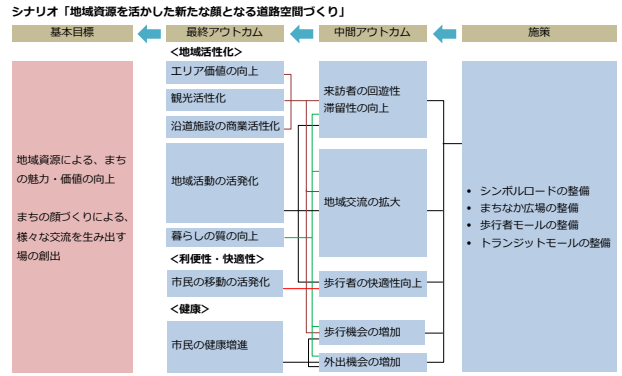 シナリオ「地域資源を活かした新たな顔となる道路空間づくり」
基本目標
最終アウトカム
中間アウトカム
施策
地域資源による、まち
の魅力・価値の向上
まちの顔づくりによる、
様々な交流を生み出す
場の創出
<地域活性化>
エリア価値の向上
観光活性化
沿道施設の商業活性化
地域活動の活発化
暮らしの質の向上
<利便性・快適性>
市民の移動の活発化
<健康>
市民の健康増進
来訪者の回遊性
滞留性の向上
地域交流の拡大
歩行者の快適性向上
歩行機会の増加
外出機会の増加
• シンボルロードの整備
• まちなか広場の整備
• 歩行者モールの整備
• トランジットモールの整備